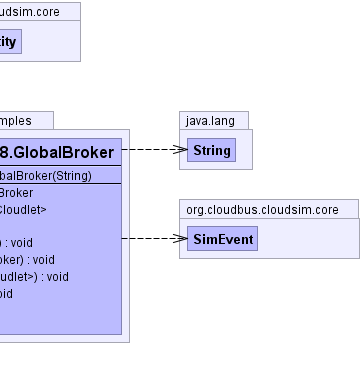 udsim.core
ity
mples
java.lang
8.GlobalBroker
String
balBroker(String)
Broker
Cloudlet>
org.cloudbus.cloudsim.core
) : void
SimEvent
oker) : void
udlet>) : void
oid